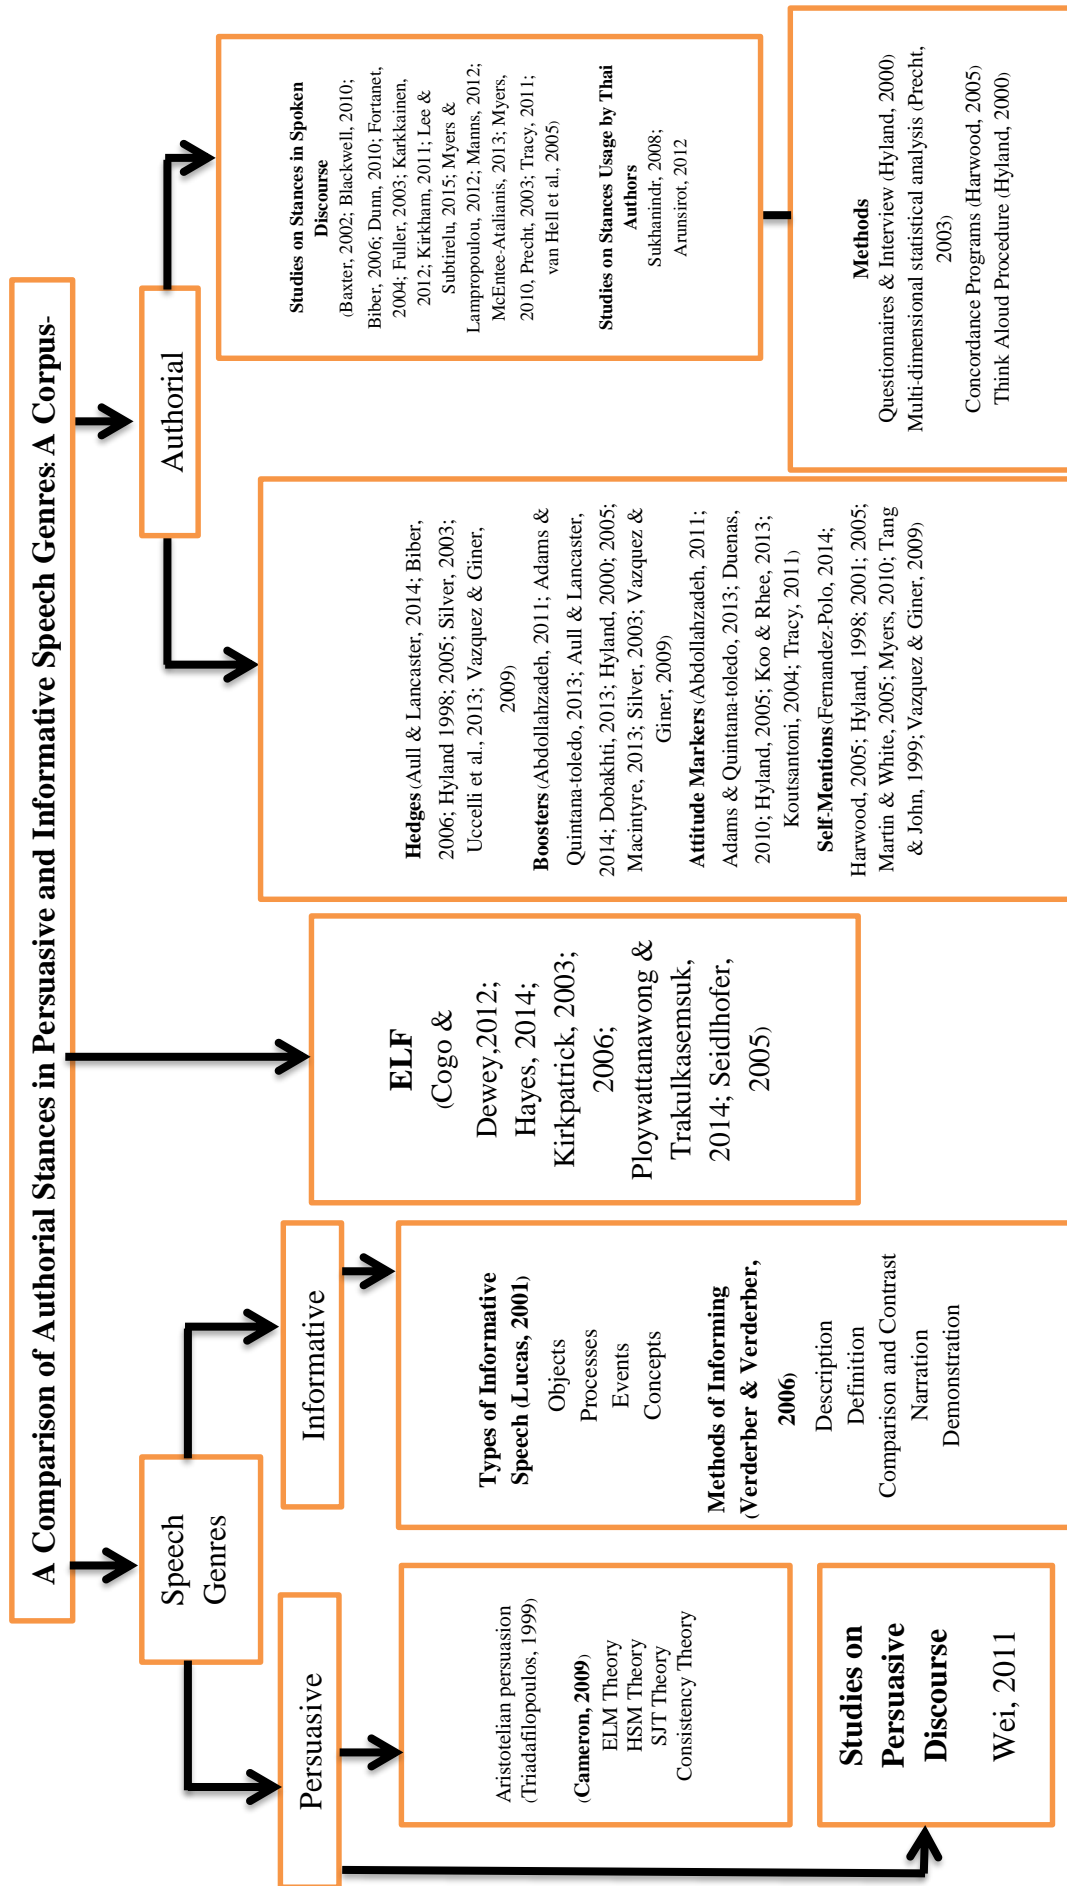 A Comparison of Authorial Stances in Persuasive and Informative Speech Genres: A Corpus-
Speech
Genres
Authorial
Persuasive
Informative
Aristotelian persuasion
(Triadafilopoulos, 1999)
(Cameron, 2009)
ELM Theory
HSM Theory
SJT Theory
Consistency Theory
Studies on
Persuasive
Discourse
Wei, 2011
Types of Informative
Speech (Lucas, 2001)
Objects
Processes
Events
Concepts
Methods of Informing
(Verderber & Verderber,
2006)
Description
Definition
Comparison and Contrast
Narration
Demonstration
ELF
(Cogo &
Dewey,2012;
Hayes, 2014;
Kirkpatrick, 2003;
2006;
Ploywattanawong &
Trakulkasemsuk,
2014; Seidlhofer,
2005)
Hedges (Aull & Lancaster, 2014; Biber,
2006; Hyland 1998; 2005; Silver, 2003;
Uccelli et al., 2013; Vazquez & Giner,
2009)
Boosters (Abdollahzadeh, 2011; Adams &
Quintana-toledo, 2013; Aull & Lancaster,
2014; Dobakhti, 2013; Hyland, 2000; 2005;
Macintyre, 2013; Silver, 2003; Vazquez &
Giner, 2009)
Attitude Markers (Abdollahzadeh, 2011;
Adams & Quintana-toledo, 2013; Duenas,
2010; Hyland, 2005; Koo & Rhee, 2013;
Koutsantoni, 2004; Tracy, 2011)
Self-Mentions (Fernandez-Polo, 2014;
Harwood, 2005; Hyland, 1998; 2001; 2005;
Martin & White, 2005; Myers, 2010; Tang
& John, 1999; Vazquez & Giner, 2009)
Studies on Stances in Spoken
Discourse
(Baxter, 2002; Blackwell, 2010;
Biber, 2006; Dunn, 2010; Fortanet,
2004; Fuller, 2003; Karkkainen,
2012; Kirkham, 2011; Lee &
Subtirelu, 2015; Myers &
Lampropoulou, 2012; Manns, 2012;
McEntee-Atalianis, 2013; Myers,
2010, Precht, 2003; Tracy, 2011;
van Hell et al., 2005)
Studies on Stances Usage by Thai
Authors
Sukhanindr, 2008;
Arunsirot, 2012
Methods
Questionnaires & Interview (Hyland, 2000)
Multi-dimensional statistical analysis (Precht,
2003)
Concordance Programs (Harwood, 2005)
Think Aloud Procedure (Hyland, 2000)